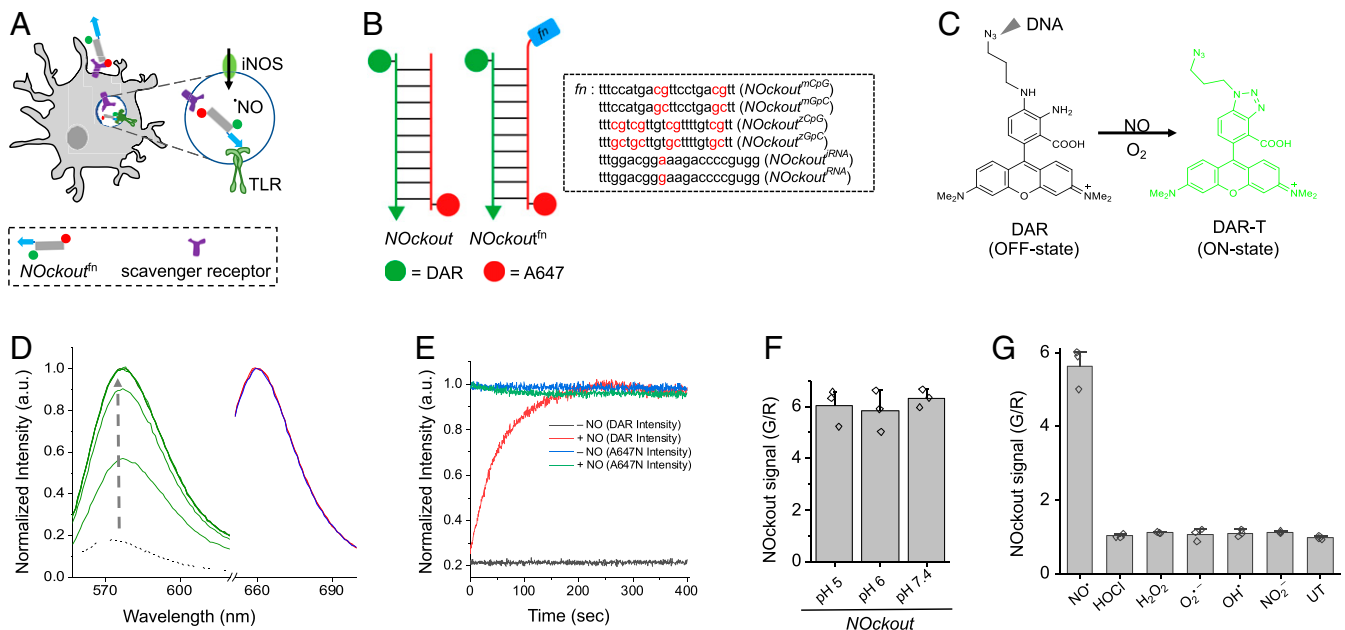 A
iNOS
•NO
TLR
NOckout^fn
scavenger receptor
B
fn
NOckout
NOckout^fn
= DAR
= A647
fn : tttccatgacgttcctgacgtt (NOckout^mCpG)
tttccatgagcttcctgagctt (NOckout^mGpC)
tttcgtcgttgtcgttttgtcgtt (NOckout^zCpG)
tttgctgcttgtgcttttgtgctt (NOckout^zGpC)
tttggacggaaagaccccgugg (NOckout^iRNA)
tttggacgggaagaccccgugg (NOckout^RNA)
C
N₃
DNA
HN
NH₂
COOH
Me₂N
O
NMe₂
+
DAR
(OFF-state)
NO
O₂
N₃
N
N
N
COOH
Me₂N
O
NMe₂
+
DAR-T
(ON-state)
D
Normalized Intensity (a.u.)
1.0
0.8
0.6
0.4
0.2
0.0
570
600
660
690
Wavelength (nm)
E
Normalized Intensity (a.u.)
1.0
0.8
0.6
0.4
0.2
0
100
200
300
400
Time (sec)
– NO (DAR Intensity)
+ NO (DAR Intensity)
– NO (A647N Intensity)
+ NO (A647N Intensity)
F
NOckout signal (G/R)
6
3
0
pH 5
pH 6
pH 7.4
NOckout
G
NOckout signal (G/R)
6
4
2
0
NO•
HOCl
H₂O₂
O₂•⁻
OH•
NO₂⁻
UT